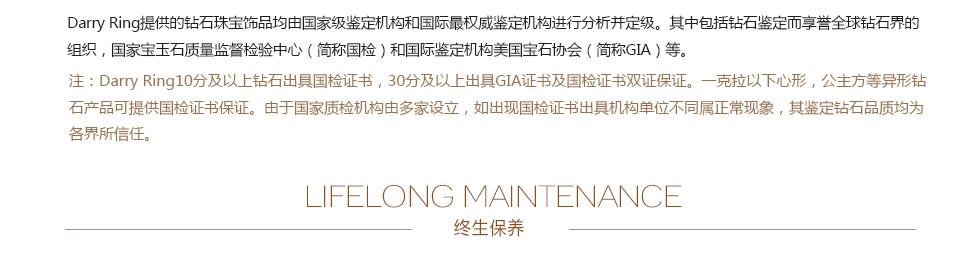 Darry Ring提供的钻石珠宝饰品均由国家级鉴定机构和国际最权威鉴定机构进行分析并定级。其中包括钻石鉴定而享誉全球钻石界的
组织，国家宝玉石质量监督检验中心（简称国检）和国际鉴定机构美国宝石协会（简称GIA）等。
注：Darry Ring10分及以上钻石出具国检证书，30分及以上出具GIA证书及国检证书双证保证。一克拉以下心形，公主方等异形钻
石产品可提供国检证书保证。由于国家质检机构由多家设立，如出现国检证书出具机构单位不同属正常现象，其鉴定钻石品质均为
各界所信任。
LIFELONG MAINTENANCE
终生保养